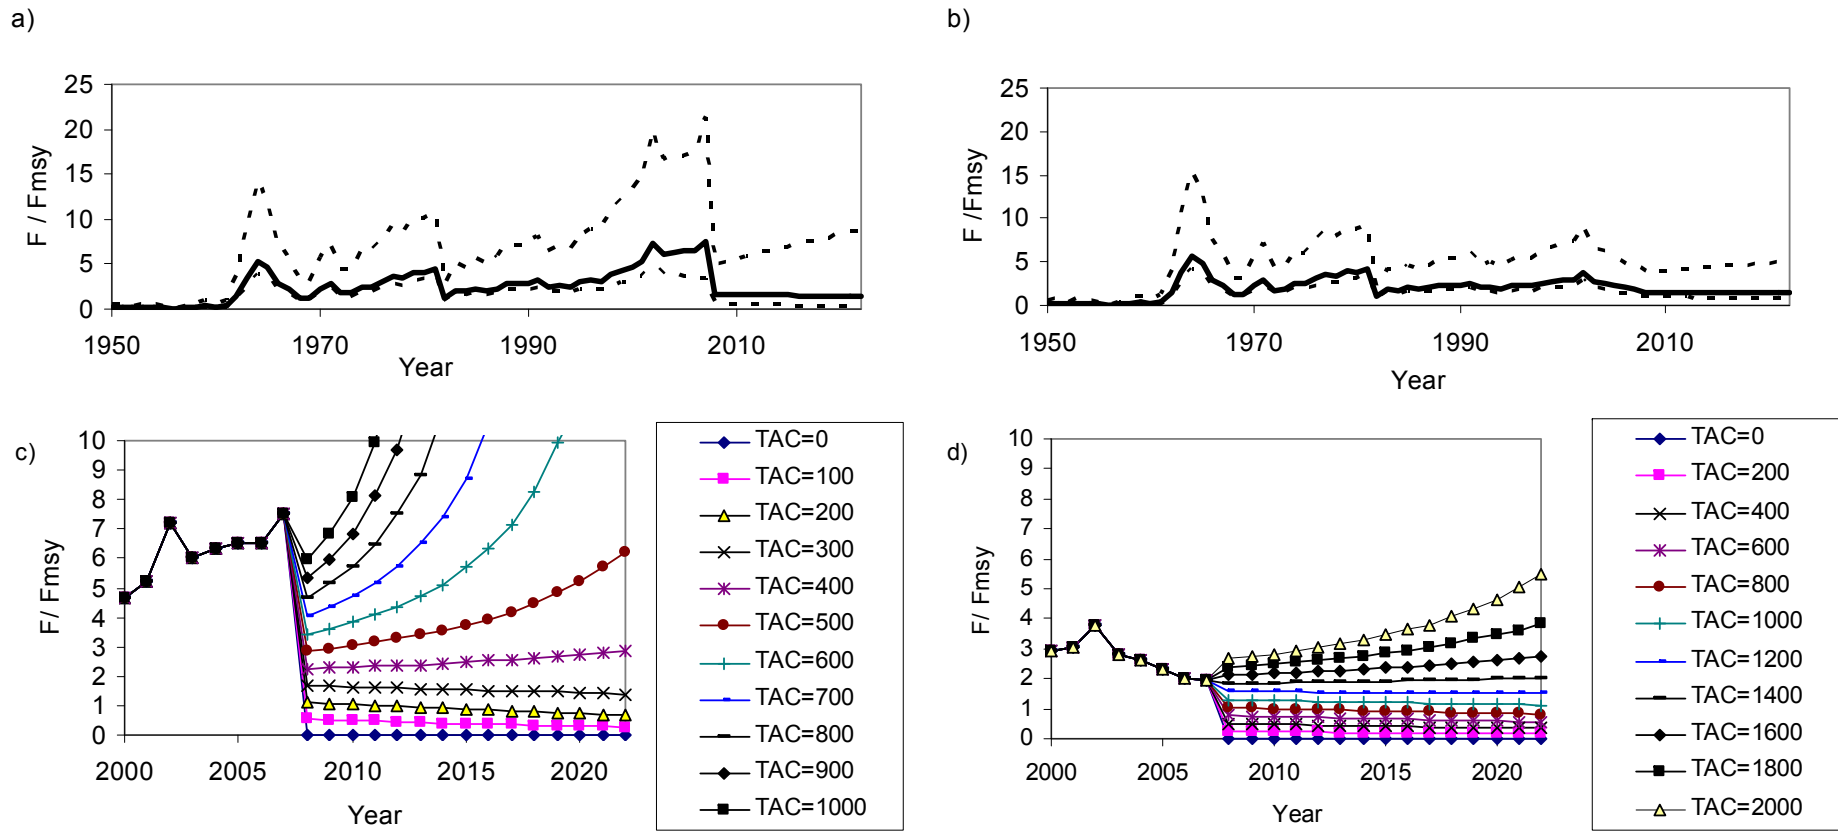 a)
25
20
15
10
5
0
F / Fmsy
1950 1970 1990 2010
Year
b)
25
20
15
10
5
0
F /Fmsy
1950 1970 1990 2010
Year
c)
10
9
8
7
6
5
4
3
2
1
0
F/ Fmsy
2000 2005 2010 2015 2020
Year
TAC=0
TAC=100
TAC=200
TAC=300
TAC=400
TAC=500
TAC=600
TAC=700
TAC=800
TAC=900
TAC=1000
d)
10
9
8
7
6
5
4
3
2
1
0
F/ Fmsy
2000 2005 2010 2015 2020
Year
TAC=0
TAC=200
TAC=400
TAC=600
TAC=800
TAC=1000
TAC=1200
TAC=1400
TAC=1600
TAC=1800
TAC=2000